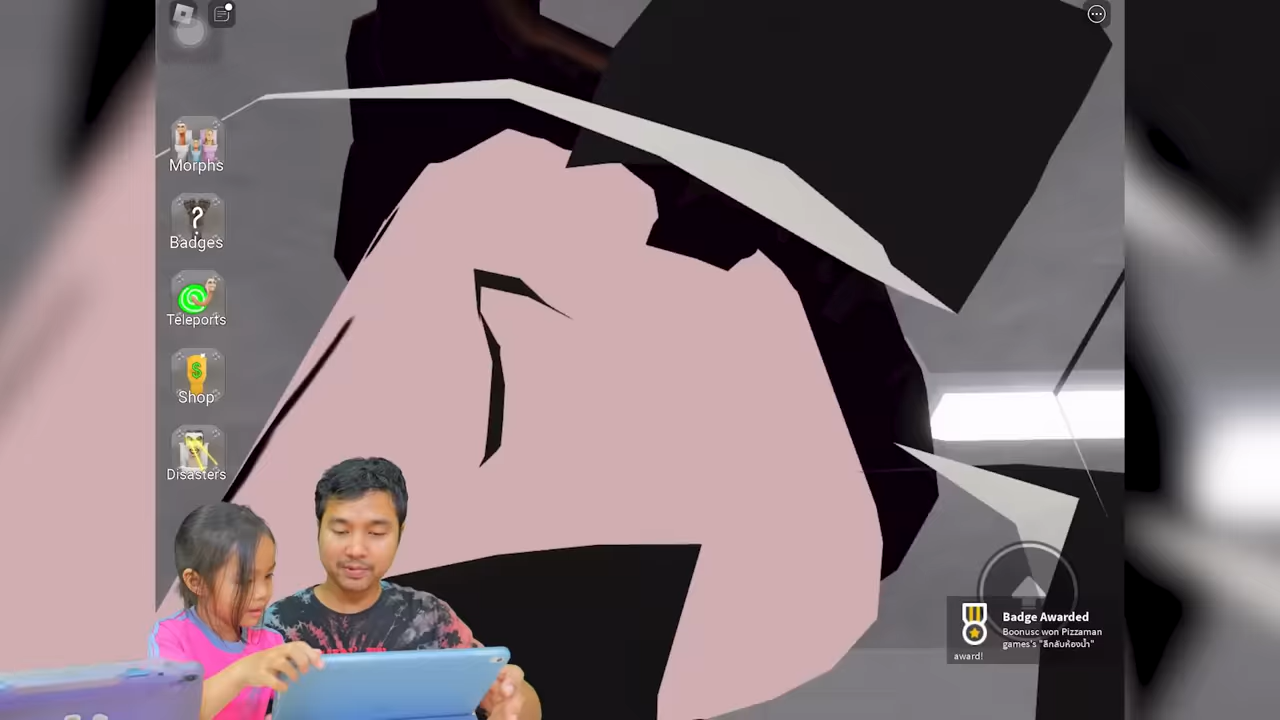 Morphs
?
Badges
Teleports
$
Shop
Disasters
Badge Awarded
Boonusc won Pizzaman
games's "ลึกลับห้องน้ำ"
award!